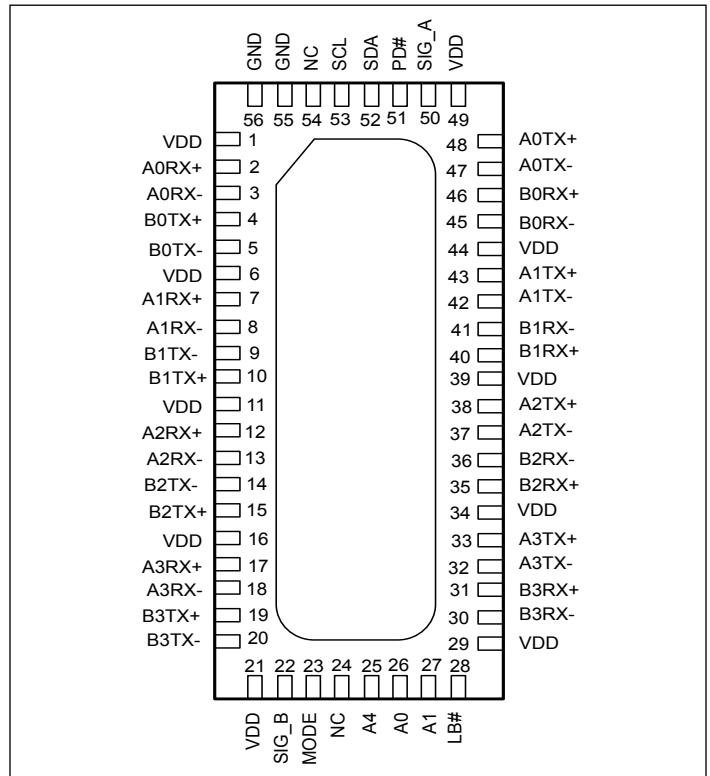 GND GND NC SCL SDA PD# SIG_A VDD
56 55 54 53 52 51 50 49
VDD 1 48 A0TX+
A0RX+ 2 47 A0TX-
A0RX- 3 46 B0RX+
B0TX+ 4 45 B0RX-
B0TX- 5 44 VDD
VDD 6 43 A1TX+
A1RX+ 7 42 A1TX-
A1RX- 8 41 B1RX-
B1TX- 9 40 B1RX+
B1TX+ 10 39 VDD
VDD 11 38 A2TX+
A2RX+ 12 37 A2TX-
A2RX- 13 36 B2RX-
B2TX- 14 35 B2RX+
B2TX+ 15 34 VDD
VDD 16 33 A3TX+
A3RX+ 17 32 A3TX-
A3RX- 18 31 B3RX+
B3TX+ 19 30 B3RX-
B3TX- 20 29 VDD
21 22 23 24 25 26 27 28
VDD SIG_B MODE NC A4 A0 A1 LB#